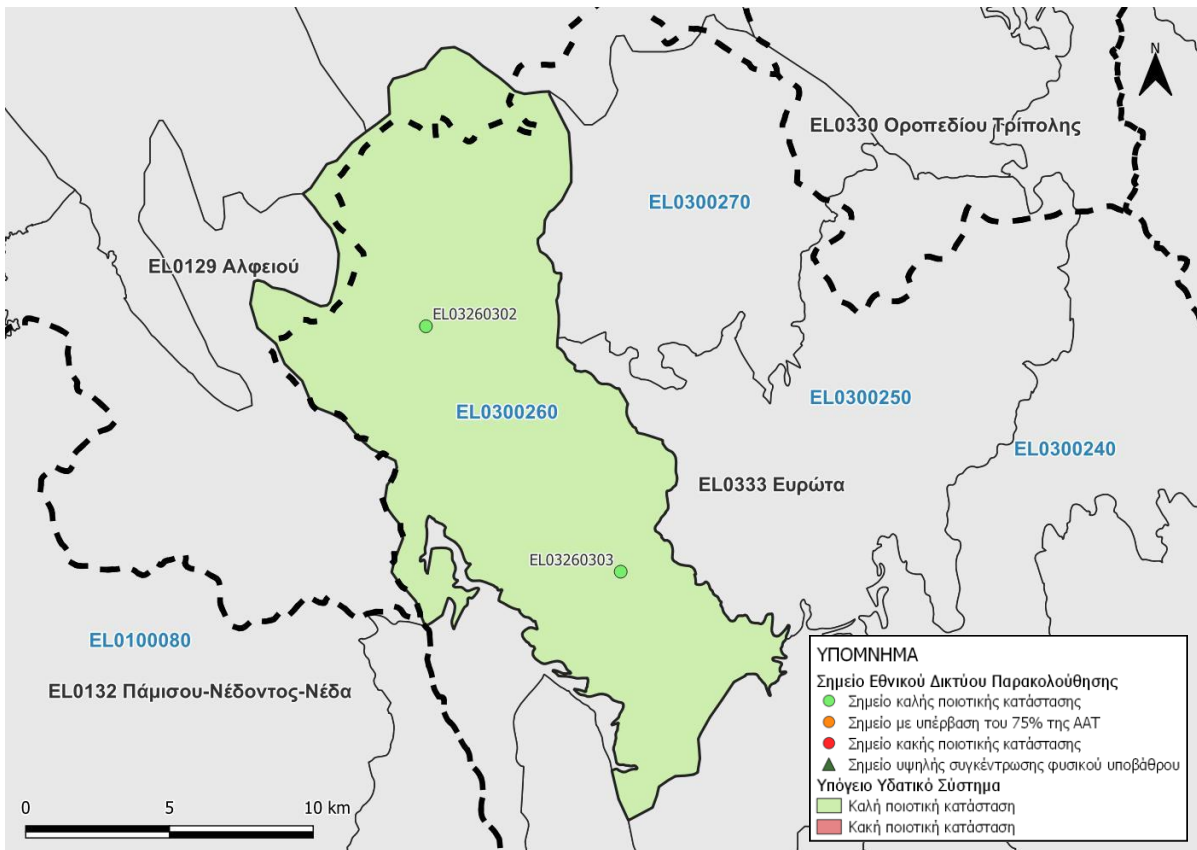 N
EL0330 Οροπεδίου Τρίπολης
EL0300270
EL0129 Αλφειού
EL03260302
EL0300260
EL0300250
EL0300240
EL0333 Ευρώτα
EL03260303
EL0100080
EL0132 Πάμισου-Νέδοντος-Νέδα
ΥΠΟΜΝΗΜΑ
Σημείο Εθνικού Δικτύου Παρακολούθησης
Σημείο καλής ποιοτικής κατάστασης
Σημείο με υπέρβαση του 75% της ΑΑΤ
Σημείο κακής ποιοτικής κατάστασης
Σημείο υψηλής συγκέντρωσης φυσικού υποβάθρου
Υπόγειο Υδατικό Σύστημα
Καλή ποιοτική κατάσταση
Κακή ποιοτική κατάσταση
0 5 10 km